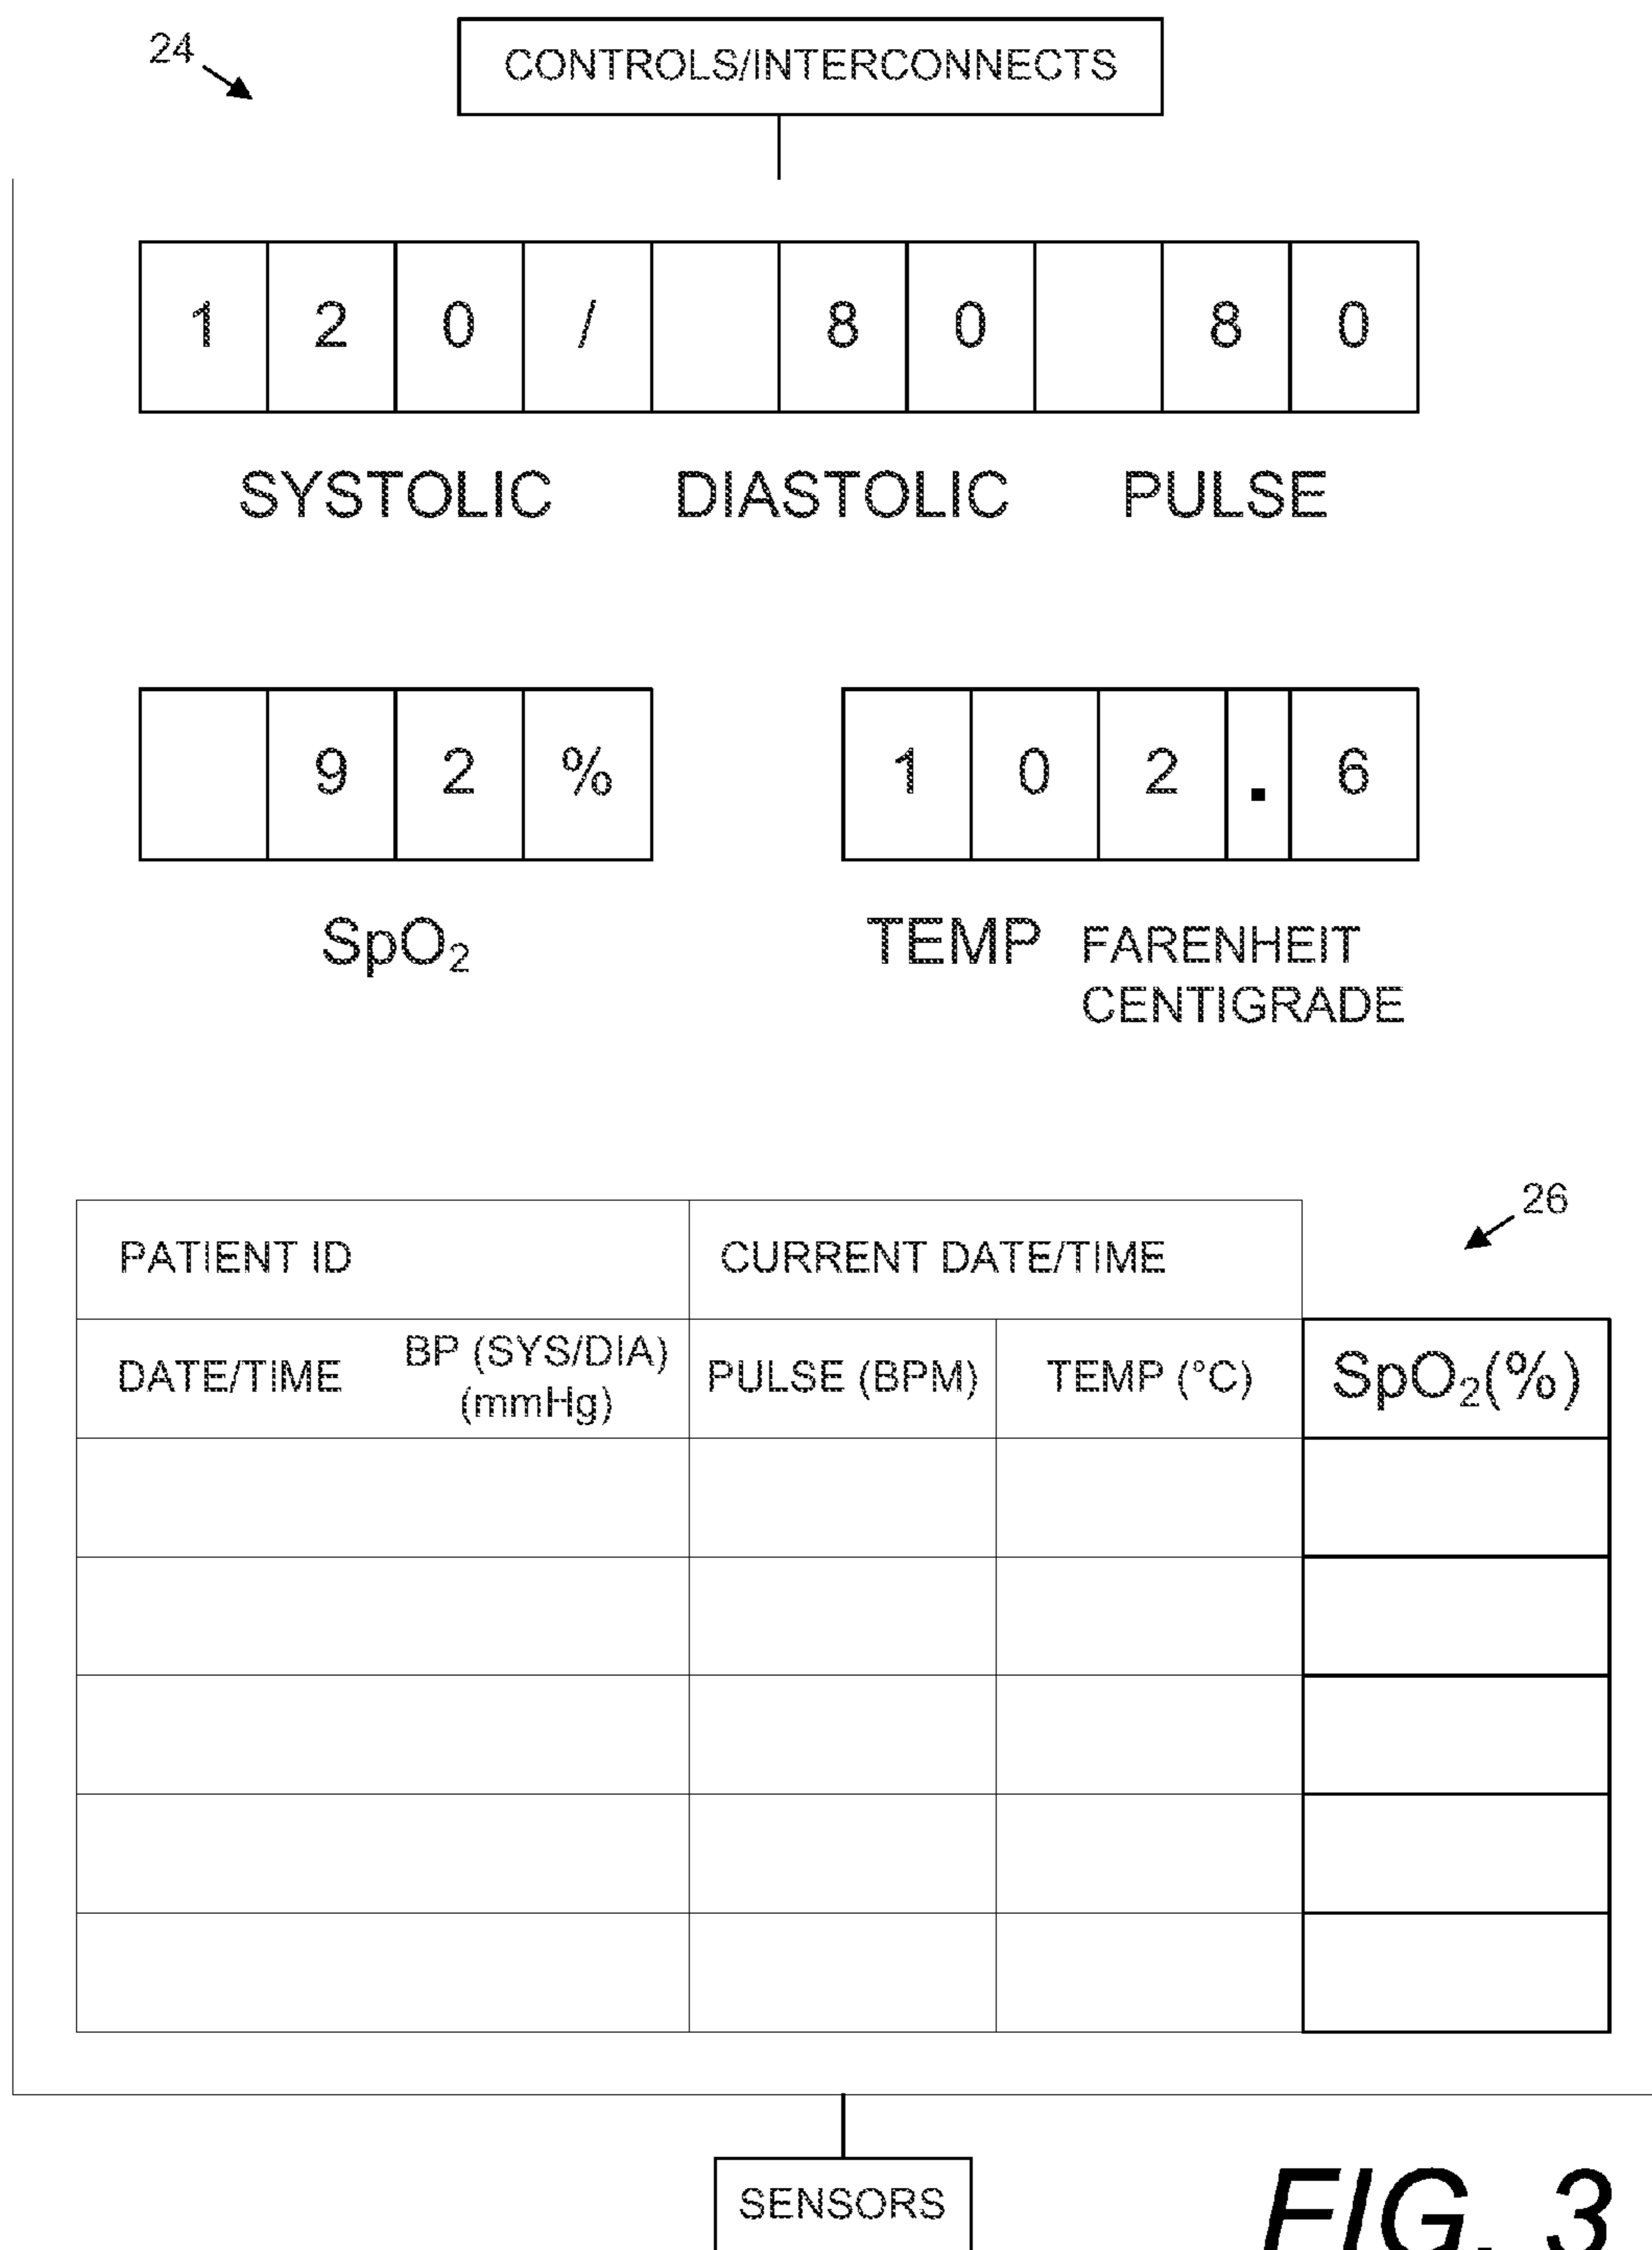 24
CONTROLS/INTERCONNECTS
1 2 0 / 8 0 8 0
SYSTOLIC DIASTOLIC PULSE
9 2 % 1 0 2 . 6
SpO₂ TEMP FARENHEIT
CENTIGRADE
26
PATIENT ID CURRENT DATE/TIME
DATE/TIME BP (SYS/DIA) (mmHg) PULSE (BPM) TEMP (°C) SpO₂(%)
SENSORS
FIG. 3